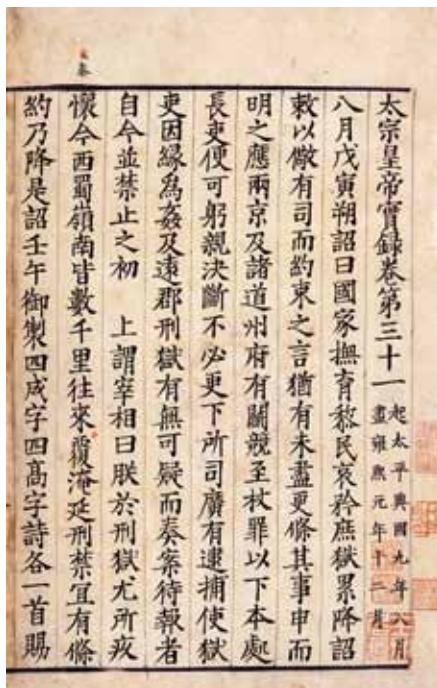 太宗皇帝實録卷第三十一
起太平興國九年八月
盡雍熙元年十二月
八月戊寅朔詔曰國家撫育黎民哀矜庶獄累降詔
敕以儆有司而約束之言猶有未盡更條其事申而
明之應兩京及諸道州府有鬬競至杖罪以下本處
長吏便可躬親決斷不必更下所司廣有逮捕使獄
吏因緣為姦及遠郡刑獄有無可疑而奏案待報者
自今並禁止之初 上謂宰相曰朕於刑獄尤所疚
懷今西蜀嶺南皆數千里往來覆淹延刑禁宜有條
約乃降是詔壬午御製四成字四高字詩各一首賜